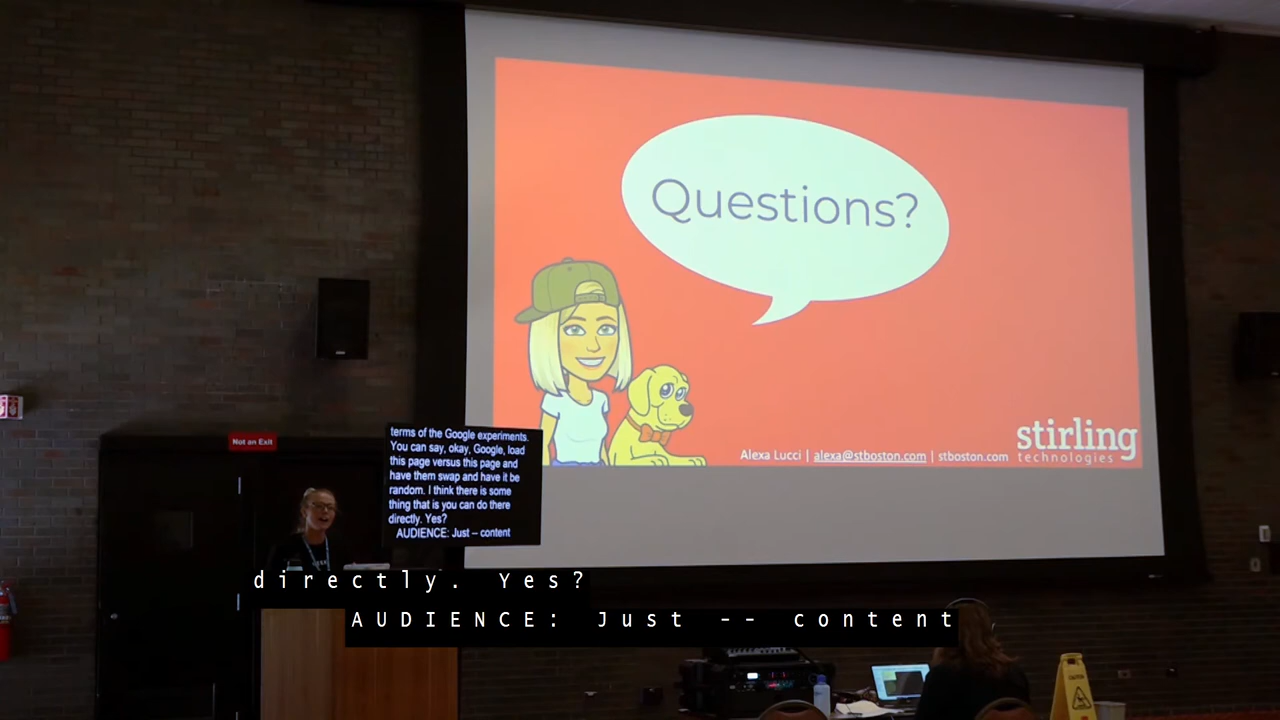 Questions?
stirling
technologies
Alexa Lucci | alexa@stboston.com | stboston.com
Not an Exit
terms of the Google experiments.
You can say, okay, Google, load
this page versus this page and
have them swap and have it be
random. I think there is some
thing that is you can do there
directly. Yes?
AUDIENCE: Just – content
directly. Yes?
AUDIENCE: Just -- content
CAUTION